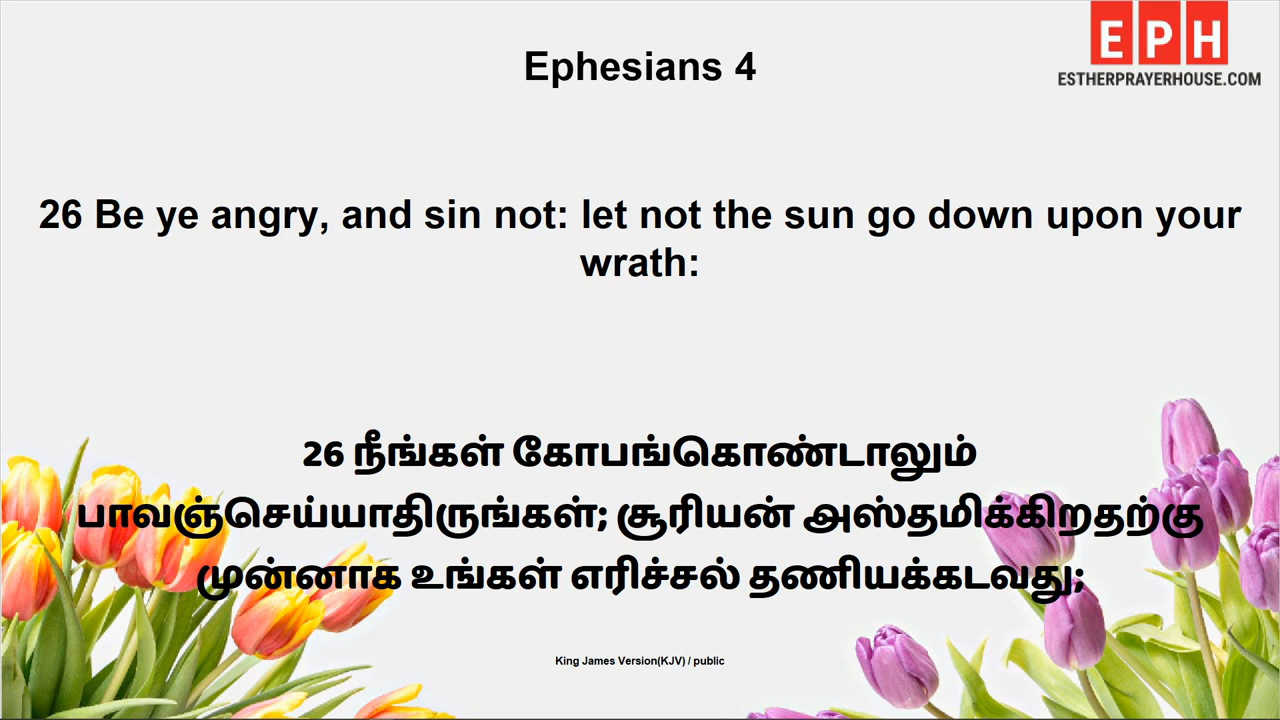 EPH
ESTHERPRAYERHOUSE.COM
Ephesians 4
26 Be ye angry, and sin not: let not the sun go down upon your
wrath:
26 நீங்கள் கோபங்கொண்டாலும்
பாவஞ்செய்யாதிருங்கள்; சூரியன் அஸ்தமிக்கிறதற்கு
முன்னாக உங்கள் எரிச்சல் தணியக்கடவது;
King James Version(KJV) / public